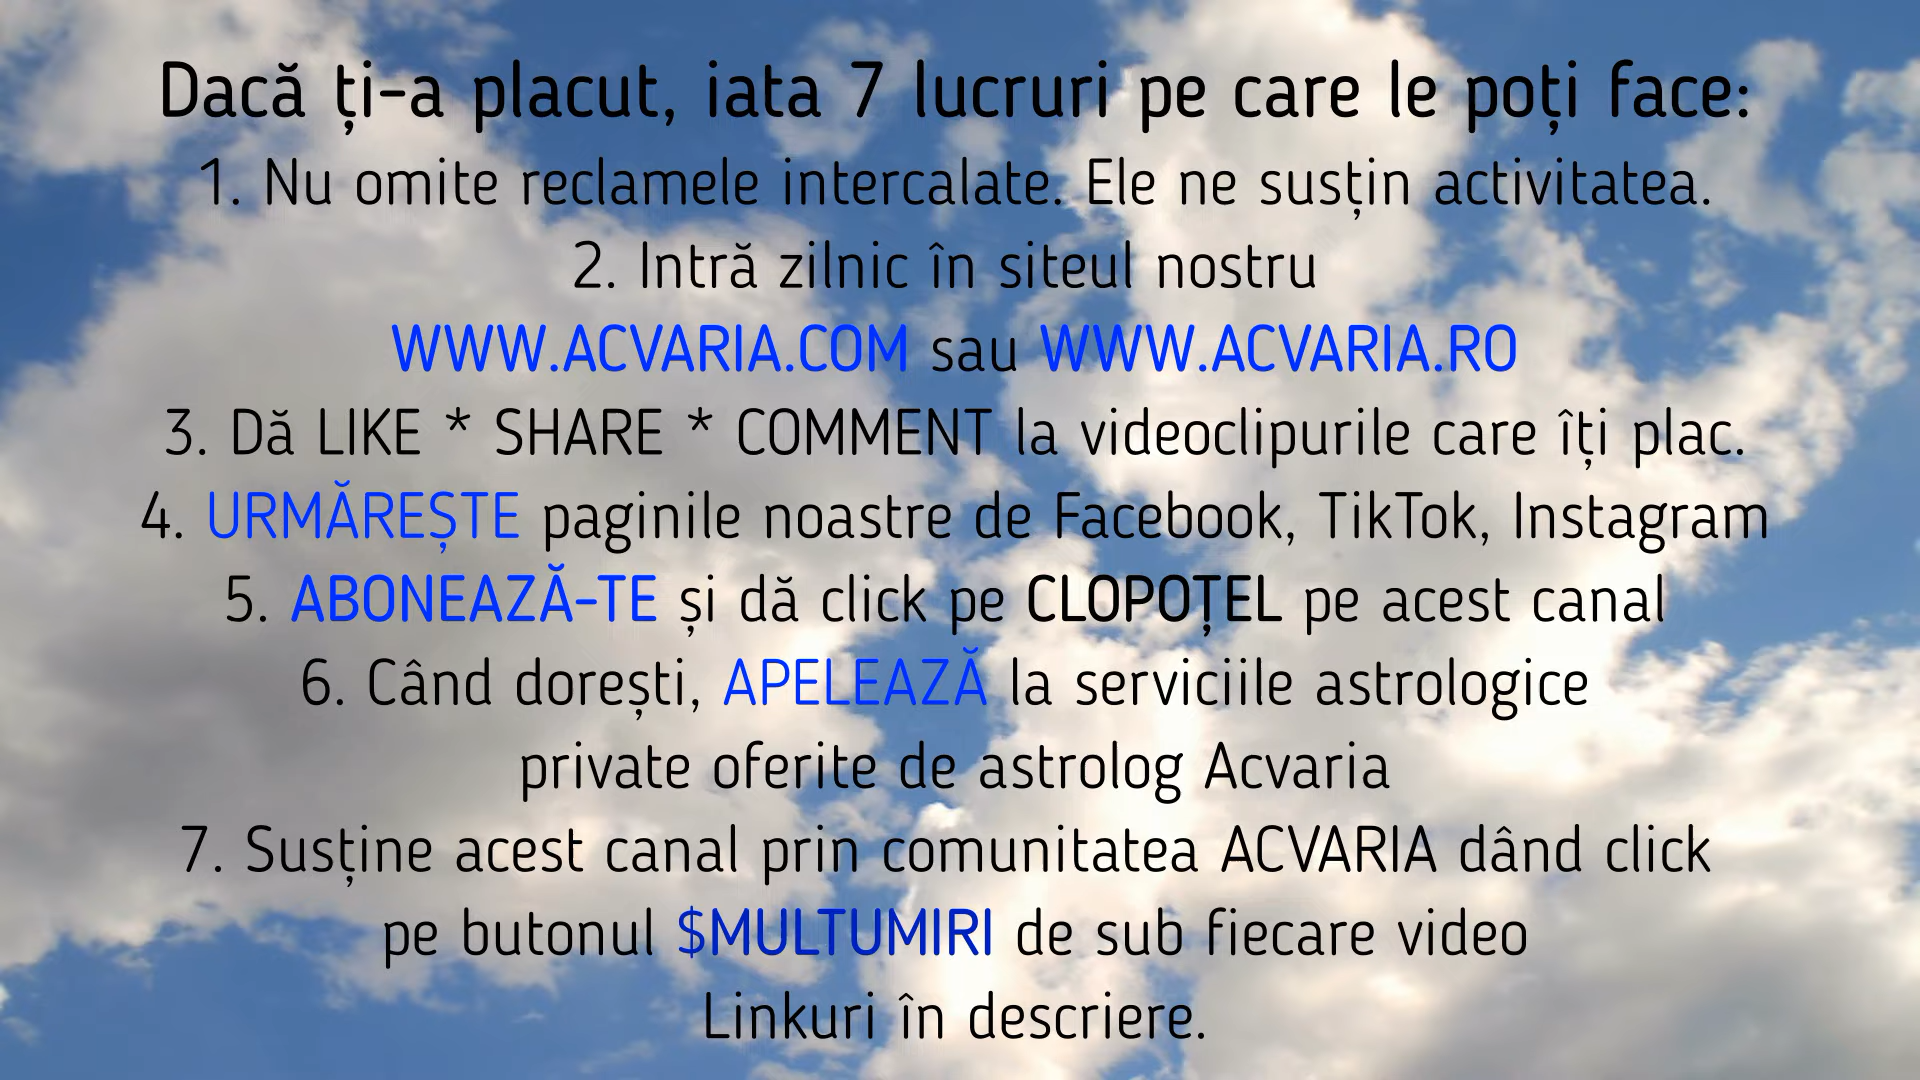 Dacă ți-a placut, iata 7 lucruri pe care le poți face:
1. Nu omite reclamele intercalate. Ele ne susțin activitatea.
2. Intră zilnic în siteul nostru
WWW.ACVARIA.COM sau WWW.ACVARIA.RO
3. Dă LIKE * SHARE * COMMENT la videoclipurile care îți plac.
4. URMĂREȘTE paginile noastre de Facebook, TikTok, Instagram
5. ABONEAZĂ-TE și dă click pe CLOPOȚEL pe acest canal
6. Când dorești, APELEAZĂ la serviciile astrologice
private oferite de astrolog Acvaria
7. Susține acest canal prin comunitatea ACVARIA dând click
pe butonul $MULTUMIRI de sub fiecare video
Linkuri în descriere.